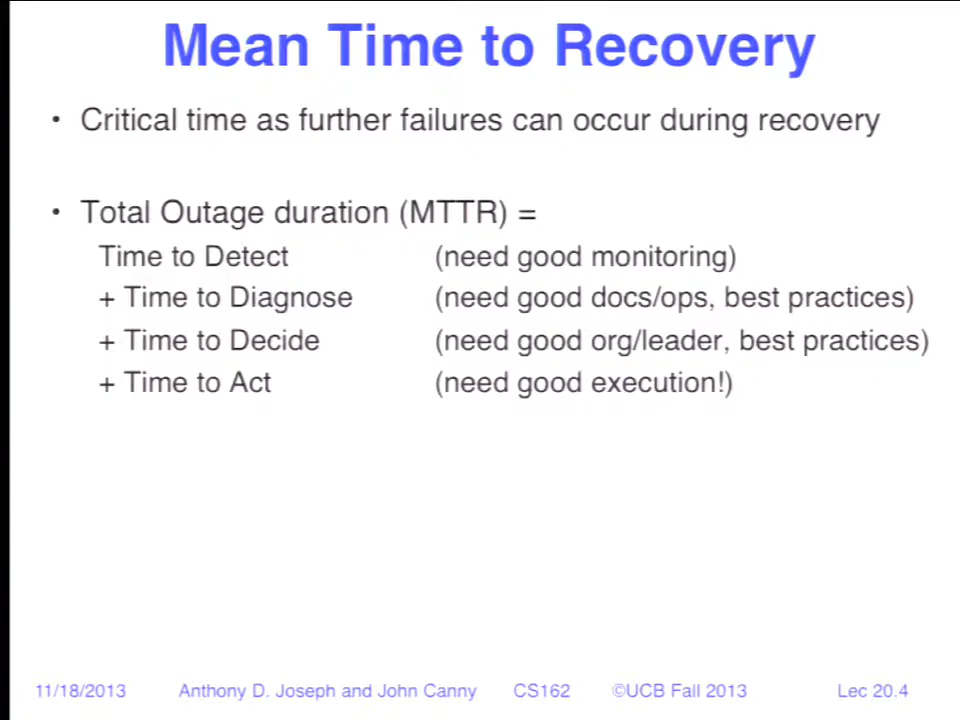 Mean Time to Recovery
• Critical time as further failures can occur during recovery
• Total Outage duration (MTTR) =
Time to Detect (need good monitoring)
+ Time to Diagnose (need good docs/ops, best practices)
+ Time to Decide (need good org/leader, best practices)
+ Time to Act (need good execution!)
11/18/2013 Anthony D. Joseph and John Canny CS162 ©UCB Fall 2013 Lec 20.4